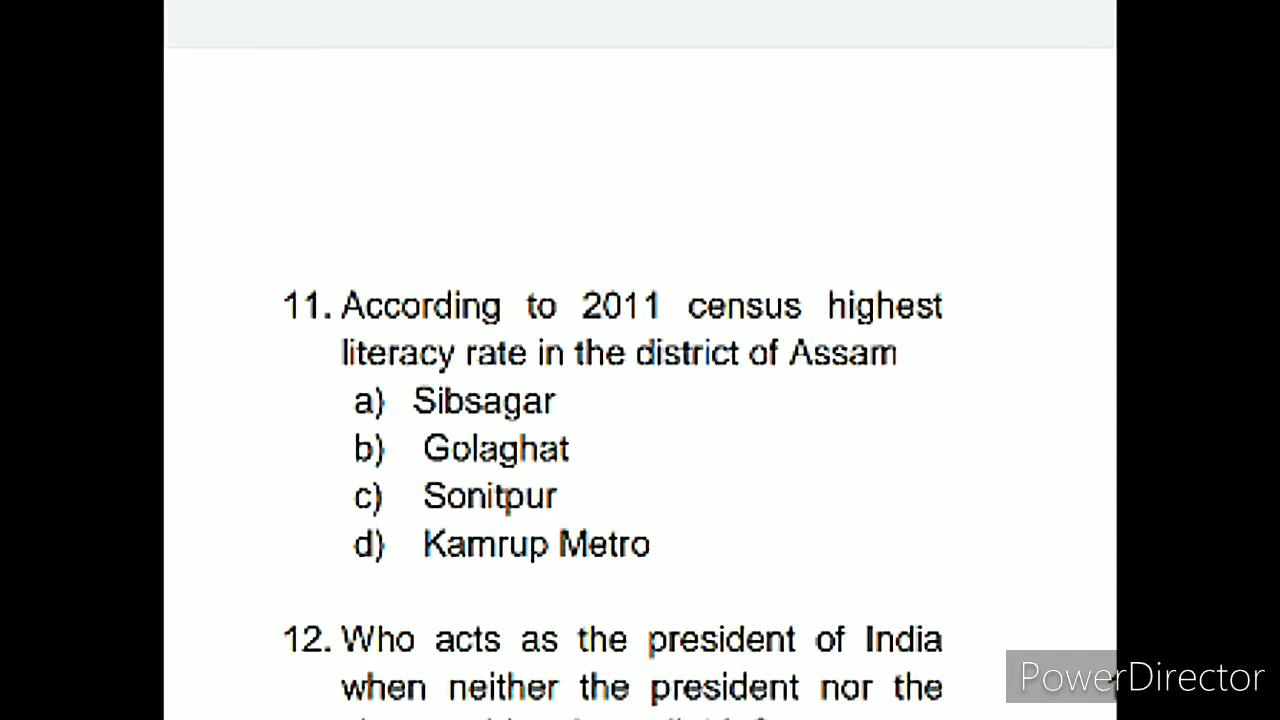 11. According to 2011 census highest
literacy rate in the district of Assam
a) Sibsagar
b) Golaghat
c) Sonitpur
d) Kamrup Metro
12. Who acts as the president of India
when neither the president nor the
PowerDirector